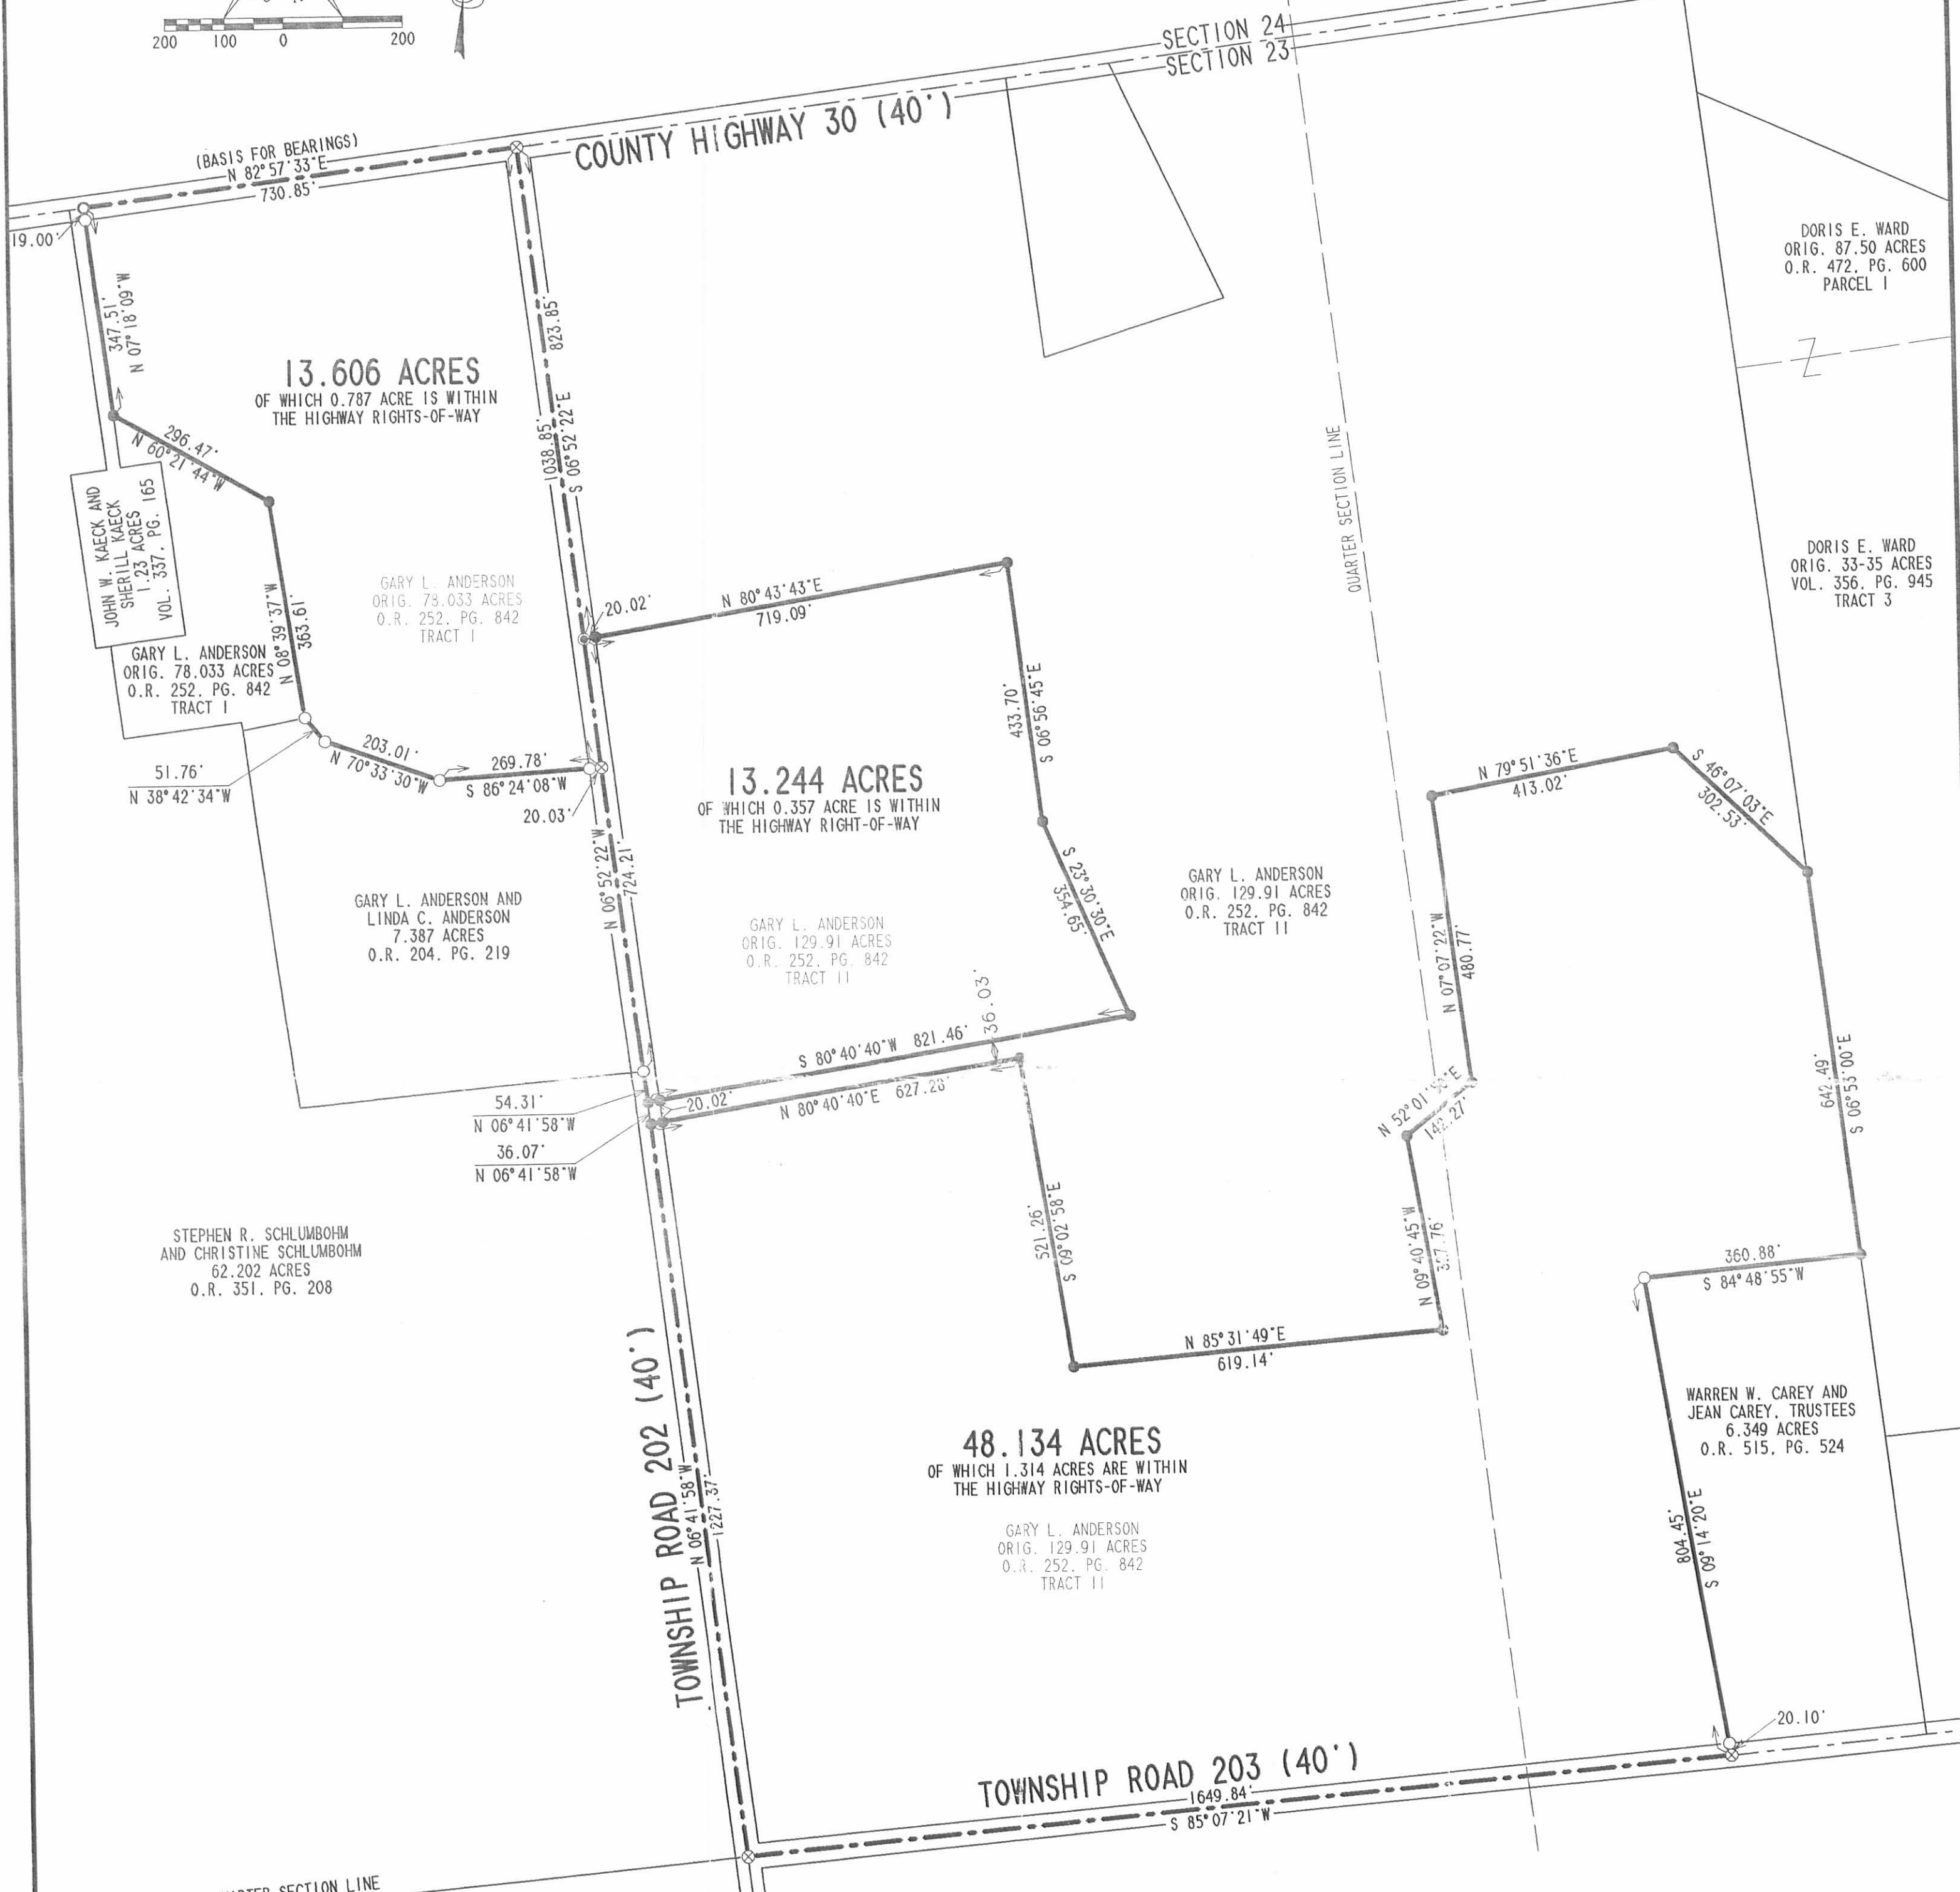 200 100 0 200
SECTION 24
SECTION 23
COUNTY HIGHWAY 30 (40')
(BASIS FOR BEARINGS)
N 82°57'33"E
730.85'
19.00'
347.51'
N 07°18'09"W
13.606 ACRES
OF WHICH 0.787 ACRE IS WITHIN
THE HIGHWAY RIGHTS-OF-WAY
823.85'
1038.85'
S 06°52'22"E
296.47'
N 60°21'44"W
JOHN W. KAECK AND
SHERILL KAECK
1.23 ACRES
VOL. 337, PG. 165
GARY L. ANDERSON
ORIG. 78.033 ACRES
O.R. 252, PG. 842
TRACT I
N 08°39'37"W
363.61'
GARY L. ANDERSON
ORIG. 78.033 ACRES
O.R. 252, PG. 842
TRACT I
51.76'
N 38°42'34"W
203.01'
N 70°33'30"W
269.78'
S 86°24'08"W
20.03'
20.02'
N 80°43'43"E
719.09'
433.70'
S 06°56'45"E
13.244 ACRES
OF WHICH 0.357 ACRE IS WITHIN
THE HIGHWAY RIGHT-OF-WAY
N 06°52'22"W
724.21'
S 23°30'30"E
354.65'
GARY L. ANDERSON AND
LINDA C. ANDERSON
7.387 ACRES
O.R. 204, PG. 219
GARY L. ANDERSON
ORIG. 129.91 ACRES
O.R. 252, PG. 842
TRACT II
GARY L. ANDERSON
ORIG. 129.91 ACRES
O.R. 252, PG. 842
TRACT II
QUARTER SECTION LINE
DORIS E. WARD
ORIG. 87.50 ACRES
O.R. 472, PG. 600
PARCEL I
DORIS E. WARD
ORIG. 33-35 ACRES
VOL. 356, PG. 945
TRACT 3
N 79°51'36"E
413.02'
S 46°07'03"E
302.53'
N 07°07'22"W
480.77'
36.03'
S 80°40'40"W 821.46'
20.02'
N 80°40'40"E
54.31'
N 06°41'58"W
36.07'
N 06°41'58"W
521.26'
S 09°02'58"E
N 85°31'49"E
619.14'
N 09°40'45"W
642.49'
S 06°53'00"E
360.88'
S 84°48'55"W
STEPHEN R. SCHLUMBOHM
AND CHRISTINE SCHLUMBOHM
62.202 ACRES
O.R. 351, PG. 208
48.134 ACRES
OF WHICH 1.314 ACRES ARE WITHIN
THE HIGHWAY RIGHTS-OF-WAY
GARY L. ANDERSON
ORIG. 129.91 ACRES
O.R. 252, PG. 842
TRACT II
WARREN W. CAREY AND
JEAN CAREY, TRUSTEES
6.349 ACRES
O.R. 515, PG. 524
804.45'
S 09°14'20"E
TOWNSHIP ROAD 202 (40')
N 06°41'58"W
1227.37'
20.10'
TOWNSHIP ROAD 203 (40')
1649.84'
S 85°07'21"W
SECTION LINE